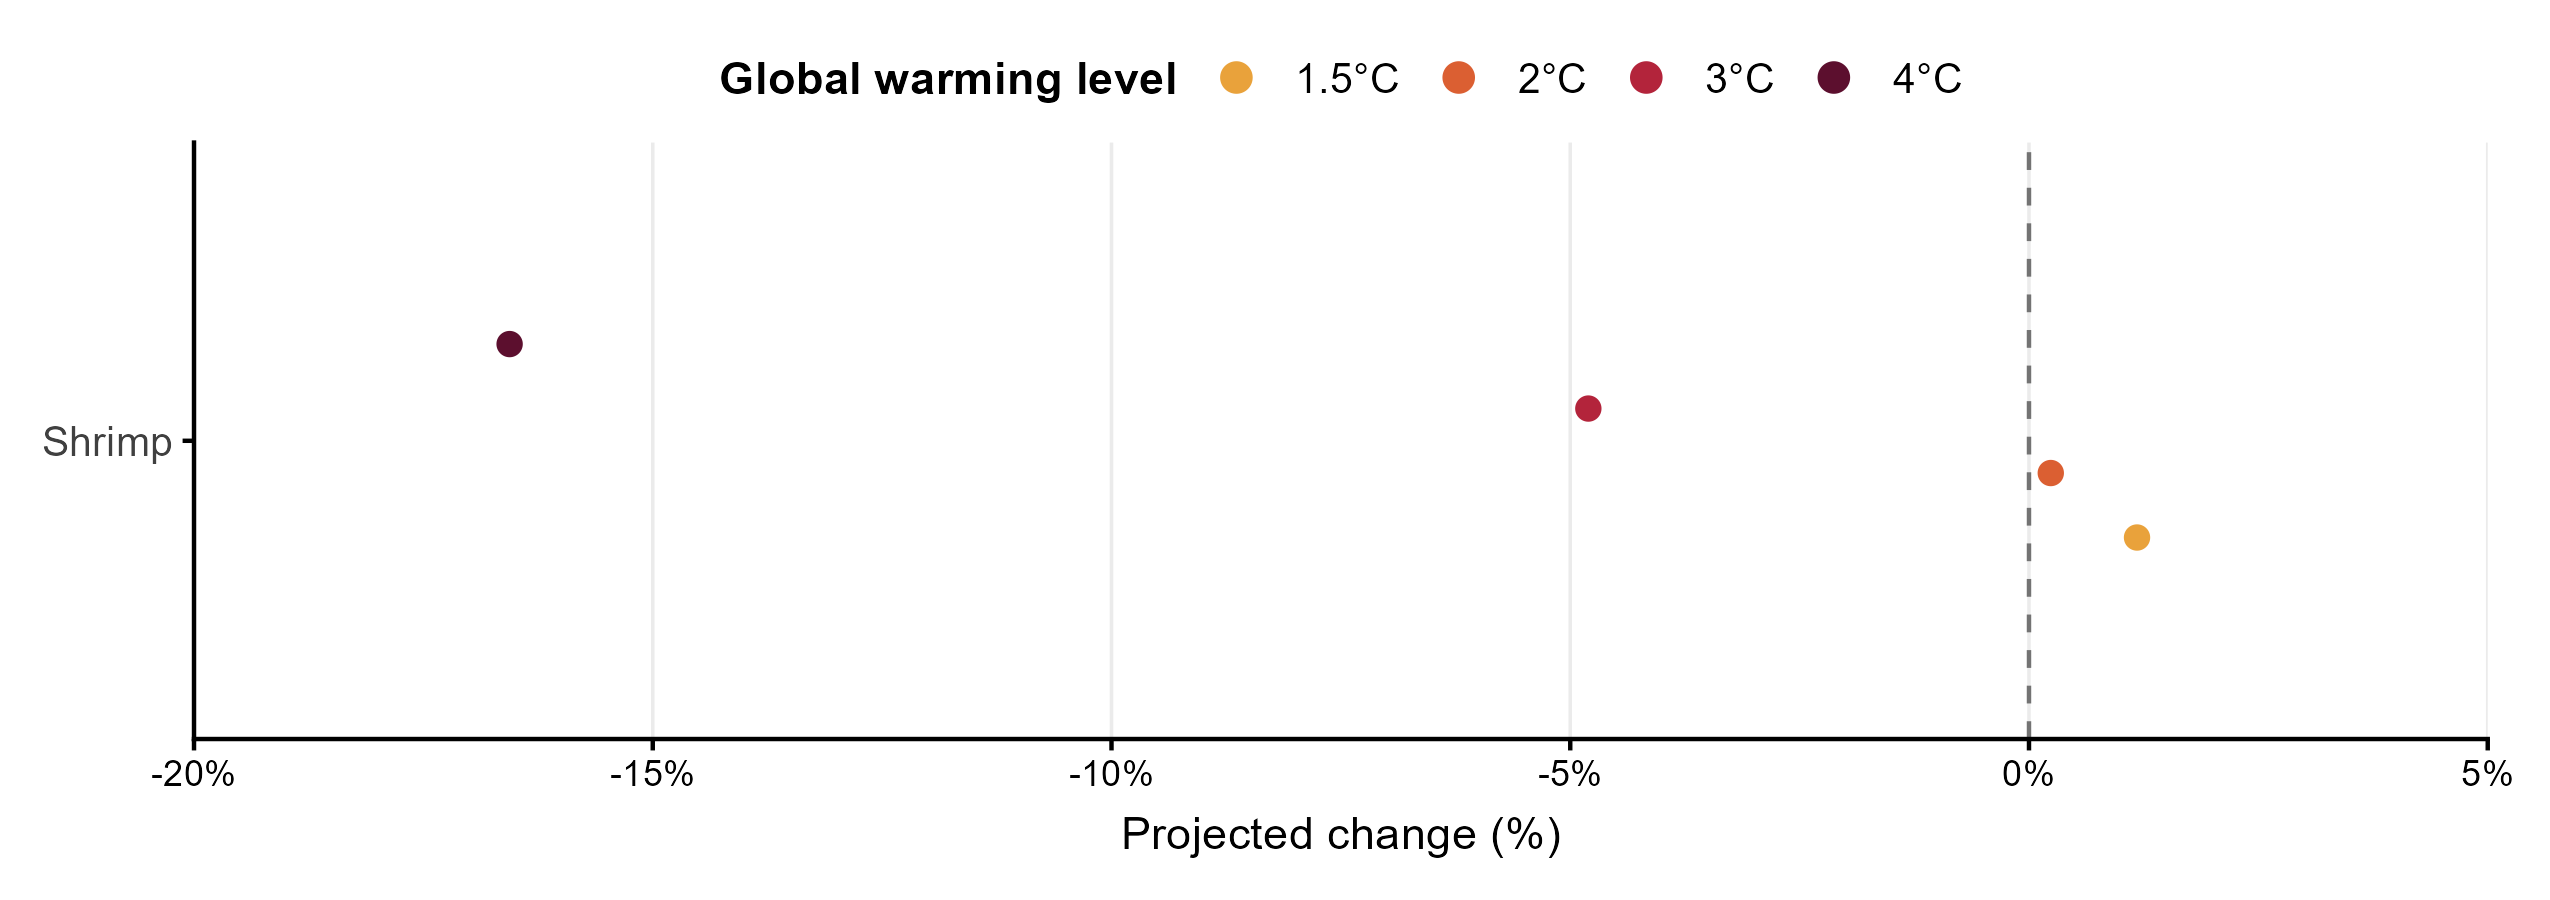 Global warming level 1.5°C 2°C 3°C 4°C
Shrimp
-20% -15% -10% -5% 0% 5%
Projected change (%)